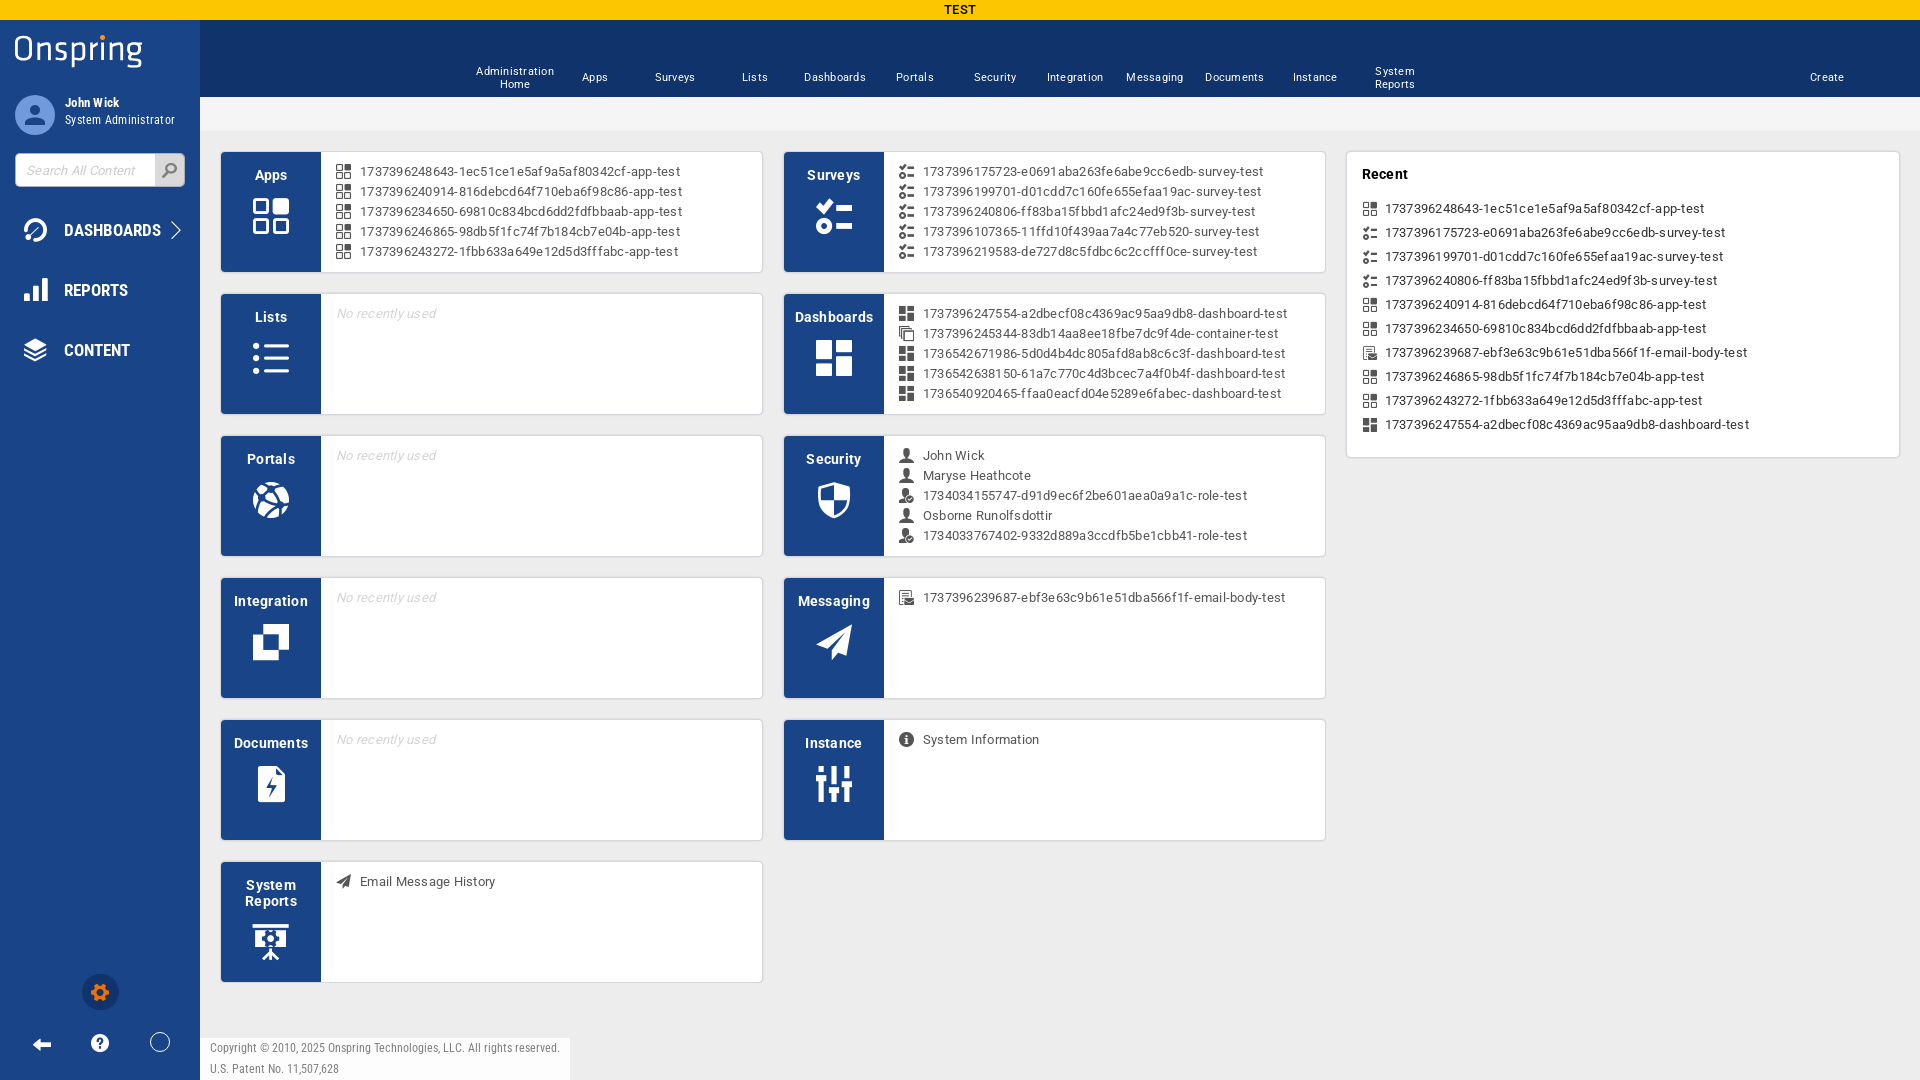 TEST
Onspring
John Wick
System Administrator
Search All Content
DASHBOARDS
REPORTS
CONTENT
Administration Home
Apps
Surveys
Lists
Dashboards
Portals
Security
Integration
Messaging
Documents
Instance
System Reports
Create
Apps
1737396248643-1ec51ce1e5af9a5af80342cf-app-test
1737396240914-816debcd64f710eba6f98c86-app-test
1737396234650-69810c834bcd6dd2fdfbbaab-app-test
1737396246865-98db5f1fc74f7b184cb7e04b-app-test
1737396243272-1fbb633a649e12d5d3fffabc-app-test
Surveys
1737396175723-e0691aba263fe6abe9cc6edb-survey-test
1737396199701-d01cdd7c160fe655efaa19ac-survey-test
1737396240806-ff83ba15fbbd1afc24ed9f3b-survey-test
1737396107365-11ffd10f439aa7a4c77eb520-survey-test
1737396219583-de727d8c5fdbc6c2ccfff0ce-survey-test
Lists
No recently used
Dashboards
1737396247554-a2dbecf08c4369ac95aa9db8-dashboard-test
1737396245344-83db14aa8ee18fbe7dc9f4de-container-test
1736542671986-5d0d4b4dc805afd8ab8c6c3f-dashboard-test
1736542638150-61a7c770c4d3bcec7a4f0b4f-dashboard-test
1736540920465-ffaa0eacfd04e5289e6fabec-dashboard-test
Portals
No recently used
Security
John Wick
Maryse Heathcote
1734034155747-d91d9ec6f2be601aea0a9a1c-role-test
Osborne Runolfsdottir
1734033767402-9332d889a3ccdfb5be1cbb41-role-test
Integration
No recently used
Messaging
1737396239687-ebf3e63c9b61e51dba566f1f-email-body-test
Documents
No recently used
Instance
System Information
System Reports
Email Message History
Recent
1737396248643-1ec51ce1e5af9a5af80342cf-app-test
1737396175723-e0691aba263fe6abe9cc6edb-survey-test
1737396199701-d01cdd7c160fe655efaa19ac-survey-test
1737396240806-ff83ba15fbbd1afc24ed9f3b-survey-test
1737396240914-816debcd64f710eba6f98c86-app-test
1737396234650-69810c834bcd6dd2fdfbbaab-app-test
1737396239687-ebf3e63c9b61e51dba566f1f-email-body-test
1737396246865-98db5f1fc74f7b184cb7e04b-app-test
1737396243272-1fbb633a649e12d5d3fffabc-app-test
1737396247554-a2dbecf08c4369ac95aa9db8-dashboard-test
Copyright © 2010, 2025 Onspring Technologies, LLC. All rights reserved.
U.S. Patent No. 11,507,628